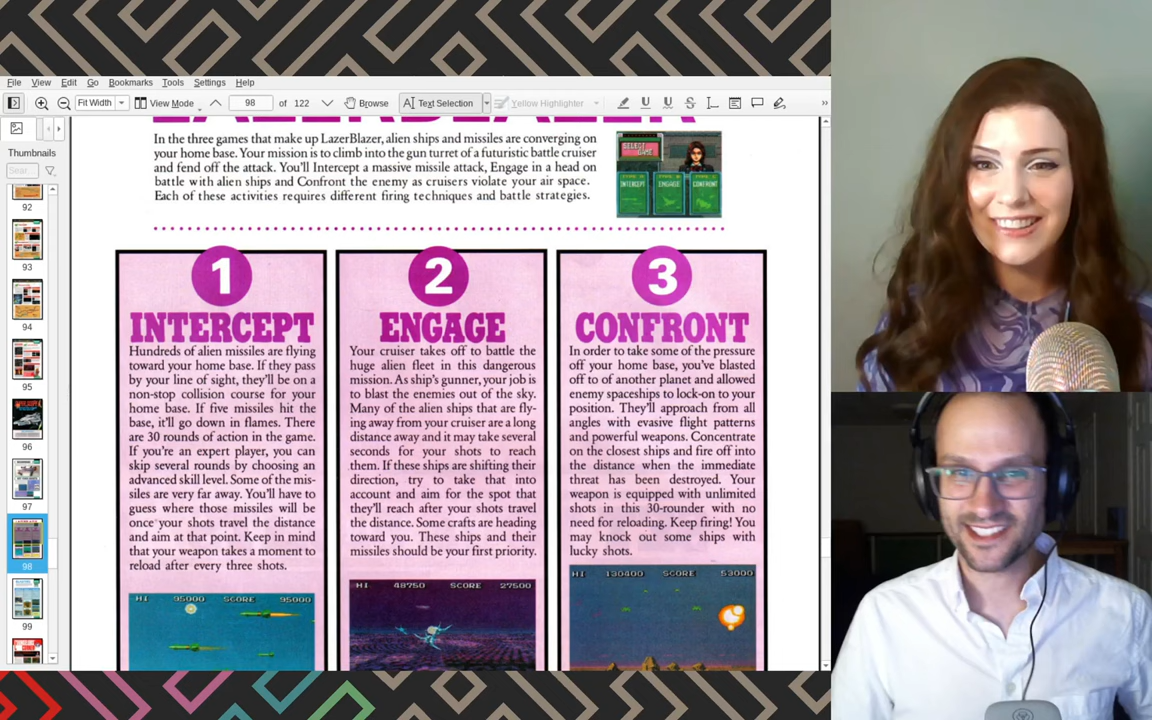 File View Edit Go Bookmarks Tools Settings Help
Fit Width View Mode 98 of 122 Browse Text Selection Yellow Highlighter
Thumbnails
Sear...
92
93
94
95
96
97
98
99
LAZERBLAZER
In the three games that make up LazerBlazer, alien ships and missiles are converging on
your home base. Your mission is to climb into the gun turret of a futuristic battle cruiser
and fend off the attack. You'll Intercept a massive missile attack, Engage in a head on
battle with alien ships and Confront the enemy as cruisers violate your air space.
Each of these activities requires different firing techniques and battle strategies.
SELECT
GAME
INTERCEPT ENGAGE CONFRONT
1
INTERCEPT
Hundreds of alien missiles are flying
toward your home base. If they pass
by your line of sight, they'll be on a
non-stop collision course for your
home base. If five missiles hit the
base, it'll go down in flames. There
are 30 rounds of action in the game.
If you're an expert player, you can
skip several rounds by choosing an
advanced skill level. Some of the mis-
siles are very far away. You'll have to
guess where those missiles will be
once your shots travel the distance
and aim at that point. Keep in mind
that your weapon takes a moment to
reload after every three shots.
HI 95000 SCORE 95000
2
ENGAGE
Your cruiser takes off to battle the
huge alien fleet in this dangerous
mission. As ship's gunner, your job is
to blast the enemies out of the sky.
Many of the alien ships that are fly-
ing away from your cruiser are a long
distance away and it may take several
seconds for your shots to reach
them. If these ships are shifting their
direction, try to take that into
account and aim for the spot that
they'll reach after your shots travel
the distance. Some crafts are heading
toward you. These ships and their
missiles should be your first priority.
HI 48750 SCORE 27500
3
CONFRONT
In order to take some of the pressure
off your home base, you've blasted
off to of another planet and allowed
enemy spaceships to lock-on to your
position. They'll approach from all
angles with evasive flight patterns
and powerful weapons. Concentrate
on the closest ships and fire off into
the distance when the immediate
threat has been destroyed. Your
weapon is equipped with unlimited
shots in this 30-rounder with no
need for reloading. Keep firing! You
may knock out some ships with
lucky shots.
HI 130400 SCORE 53000